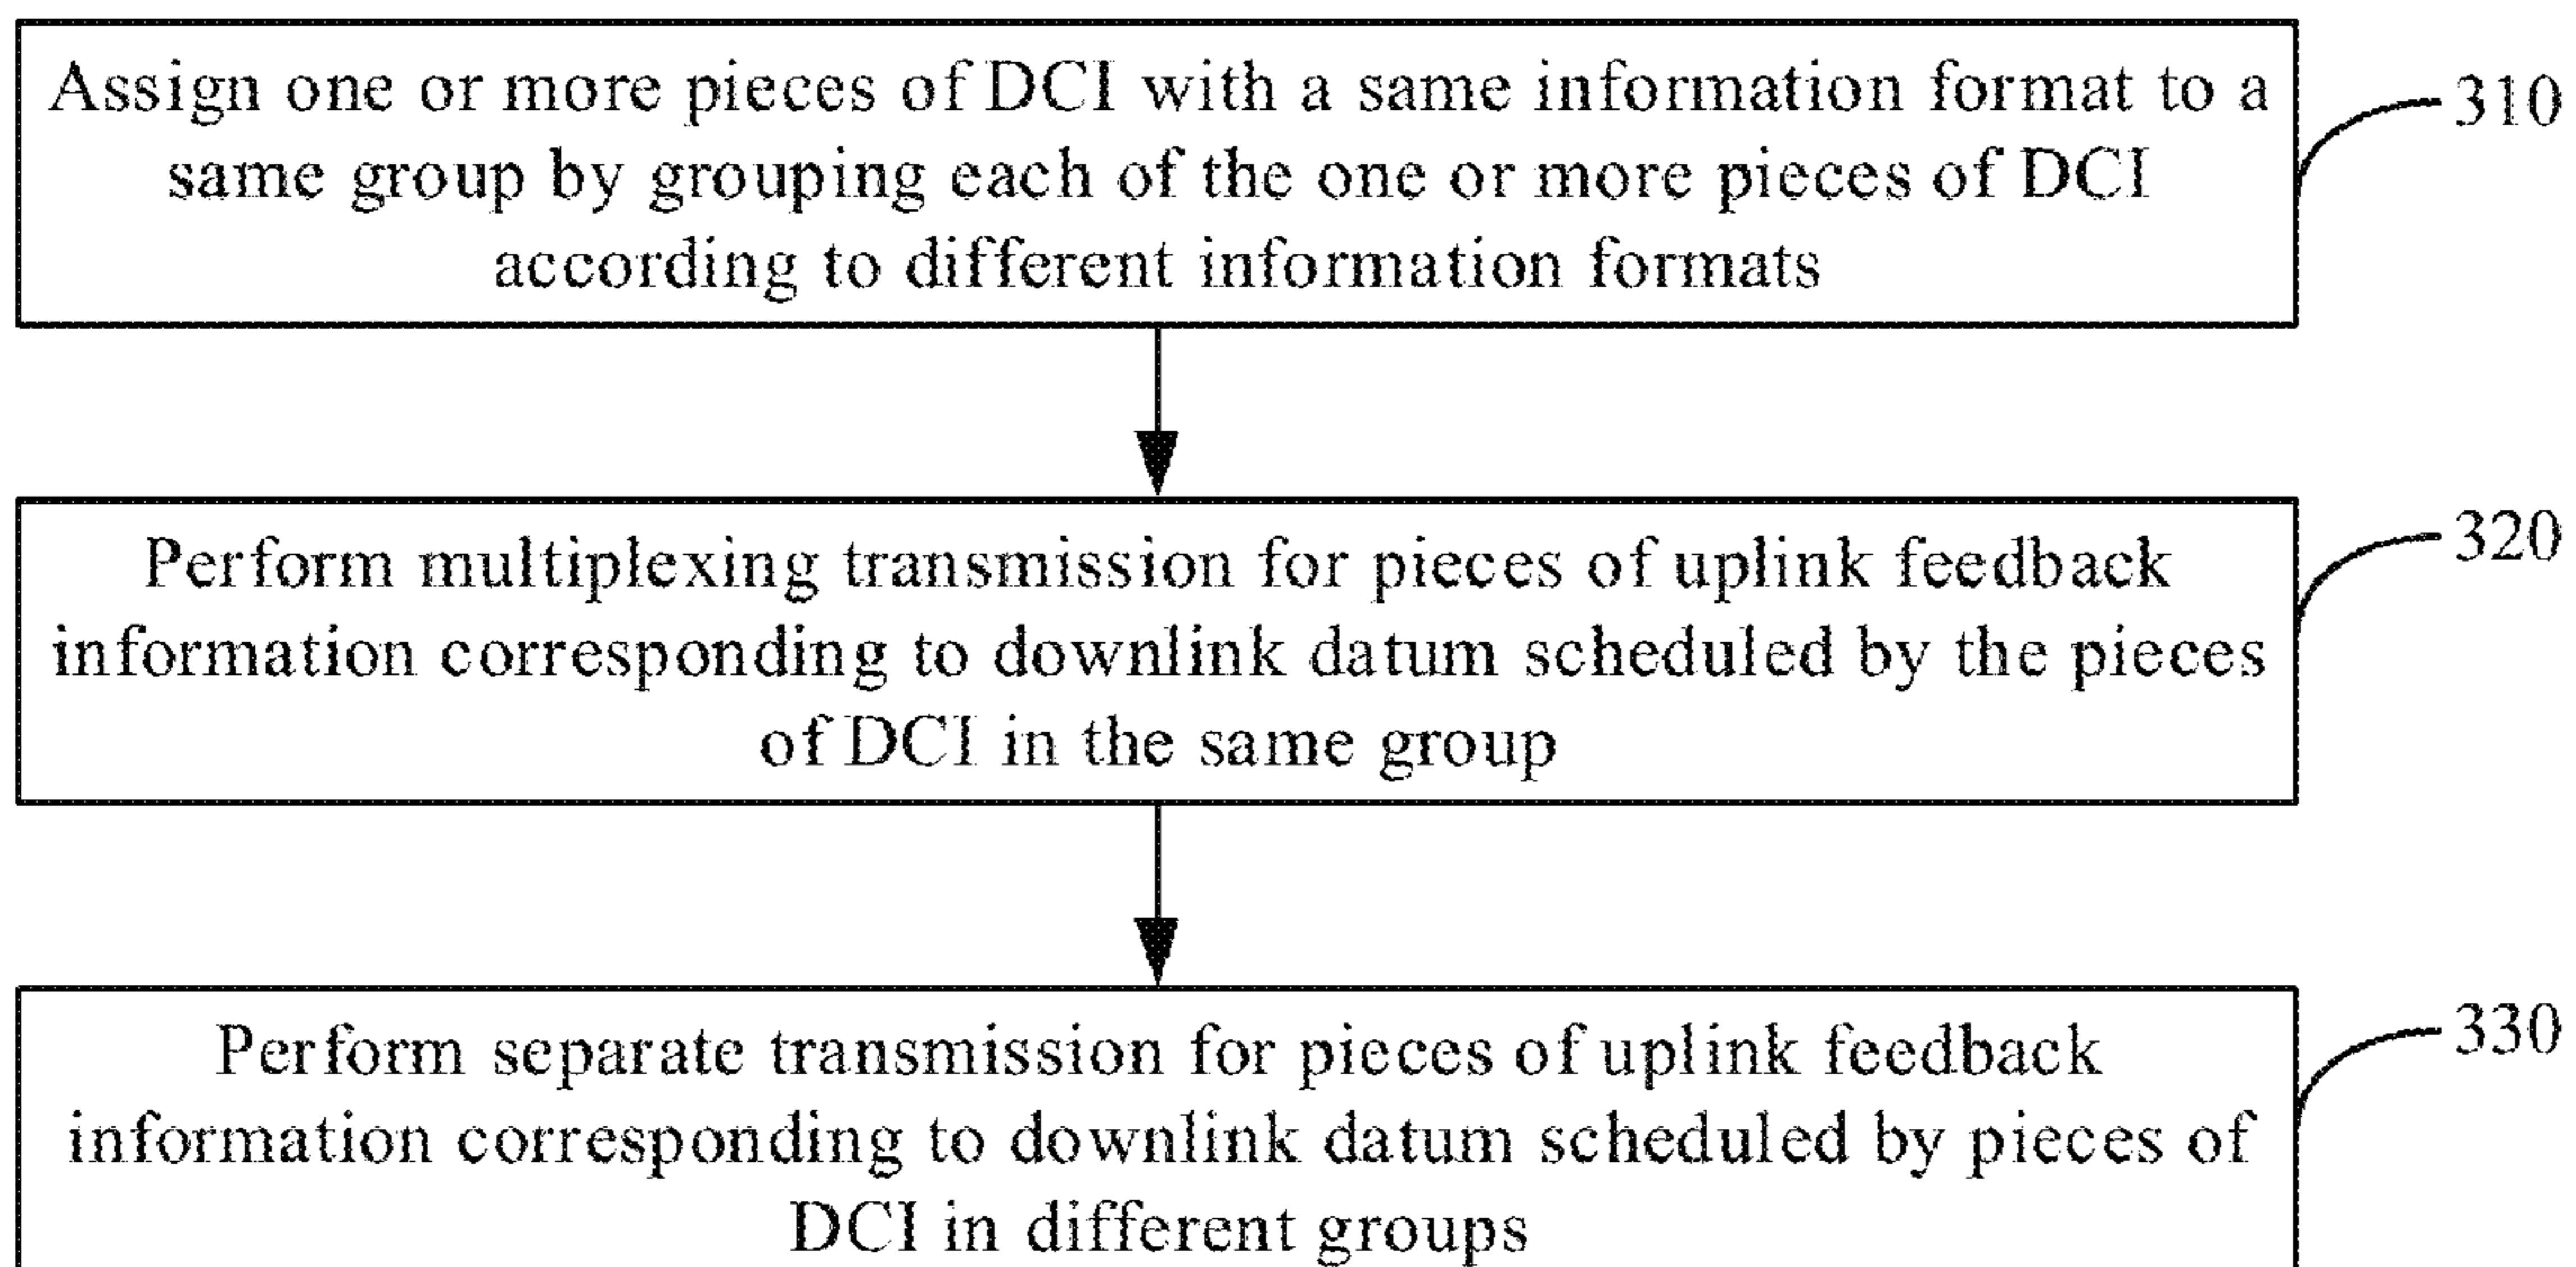 Assign one or more pieces of DCI with a same information format to a
same group by grouping each of the one or more pieces of DCI
according to different information formats
310
Perform multiplexing transmission for pieces of uplink feedback
information corresponding to downlink datum scheduled by the pieces
of DCI in the same group
320
Perform separate transmission for pieces of uplink feedback
information corresponding to downlink datum scheduled by pieces of
DCI in different groups
330